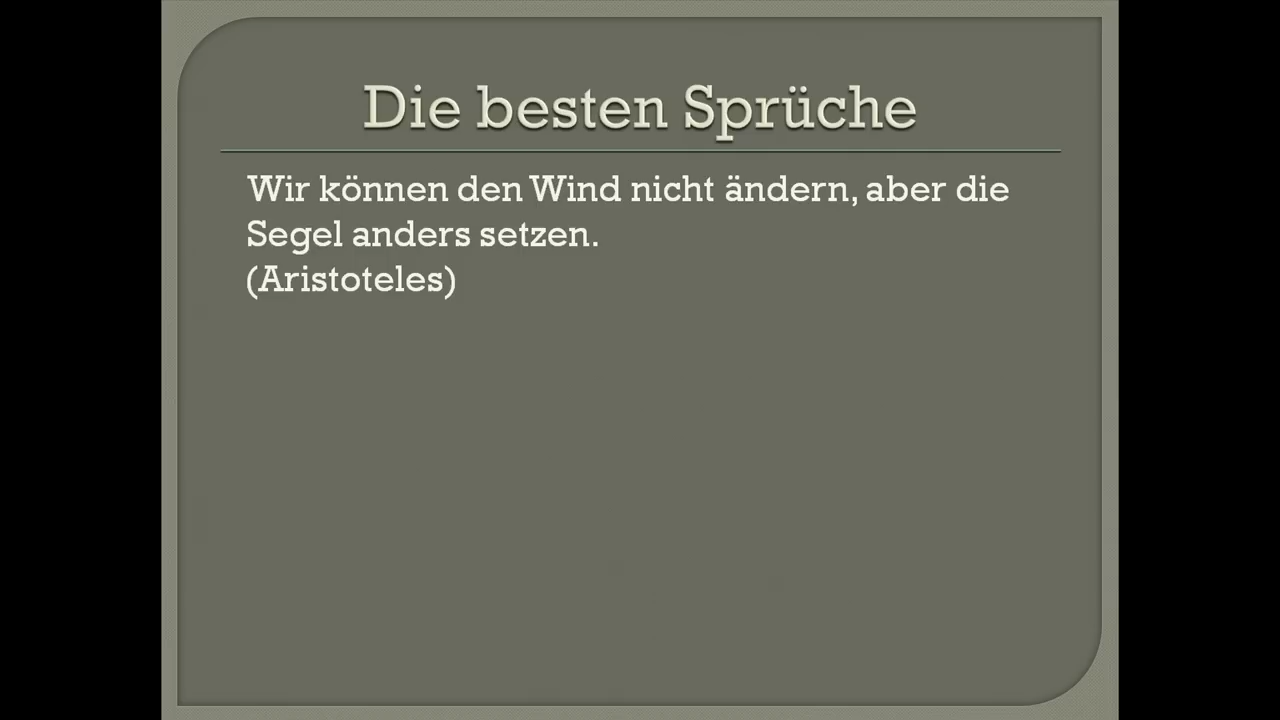 Die besten Sprüche
Wir können den Wind nicht ändern, aber die
Segel anders setzen.
(Aristoteles)